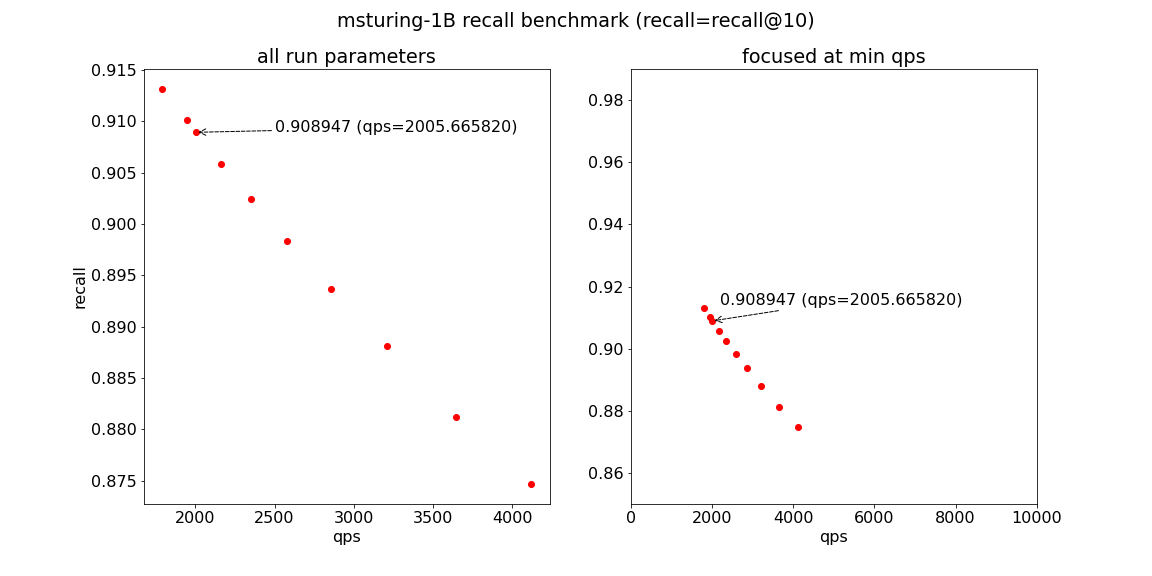 msturing-1B recall benchmark (recall=recall@10)
all run parameters
0.915
0.910
0.905
0.900
0.895
0.890
0.885
0.880
0.875
recall
0.908947 (qps=2005.665820)
2000 2500 3000 3500 4000
qps
focused at min qps
0.98
0.96
0.94
0.92
0.90
0.88
0.86
0.908947 (qps=2005.665820)
0 2000 4000 6000 8000 10000
qps